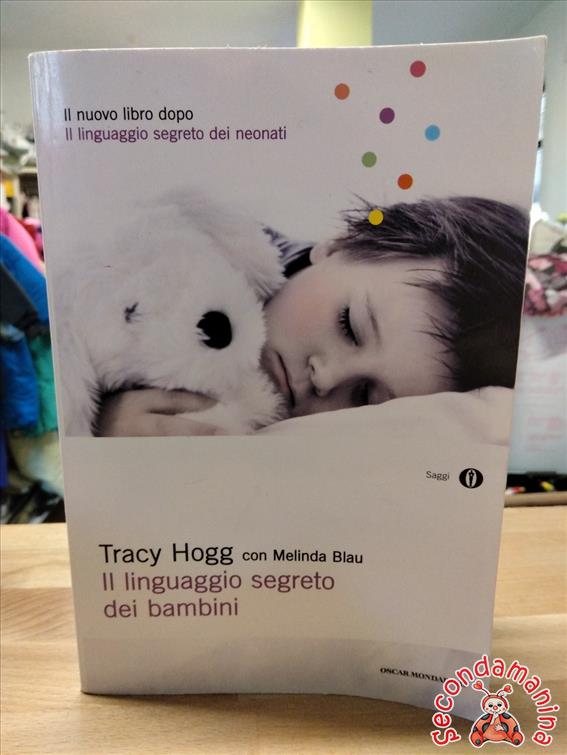 Il nuovo libro dopo
Il linguaggio segreto dei neonati
Saggi
Tracy Hogg con Melinda Blau
Il linguaggio segreto
dei bambini
OSCAR
Secondamanina